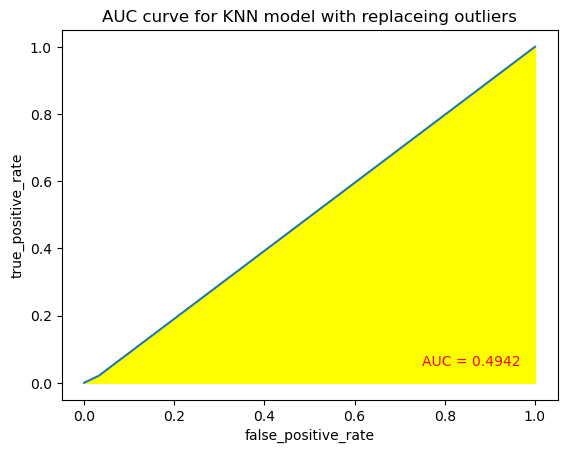 AUC curve for KNN model with replaceing outliers
1.0
0.8
0.6
0.4
0.2
0.0
true_positive_rate
AUC = 0.4942
0.0 0.2 0.4 0.6 0.8 1.0
false_positive_rate